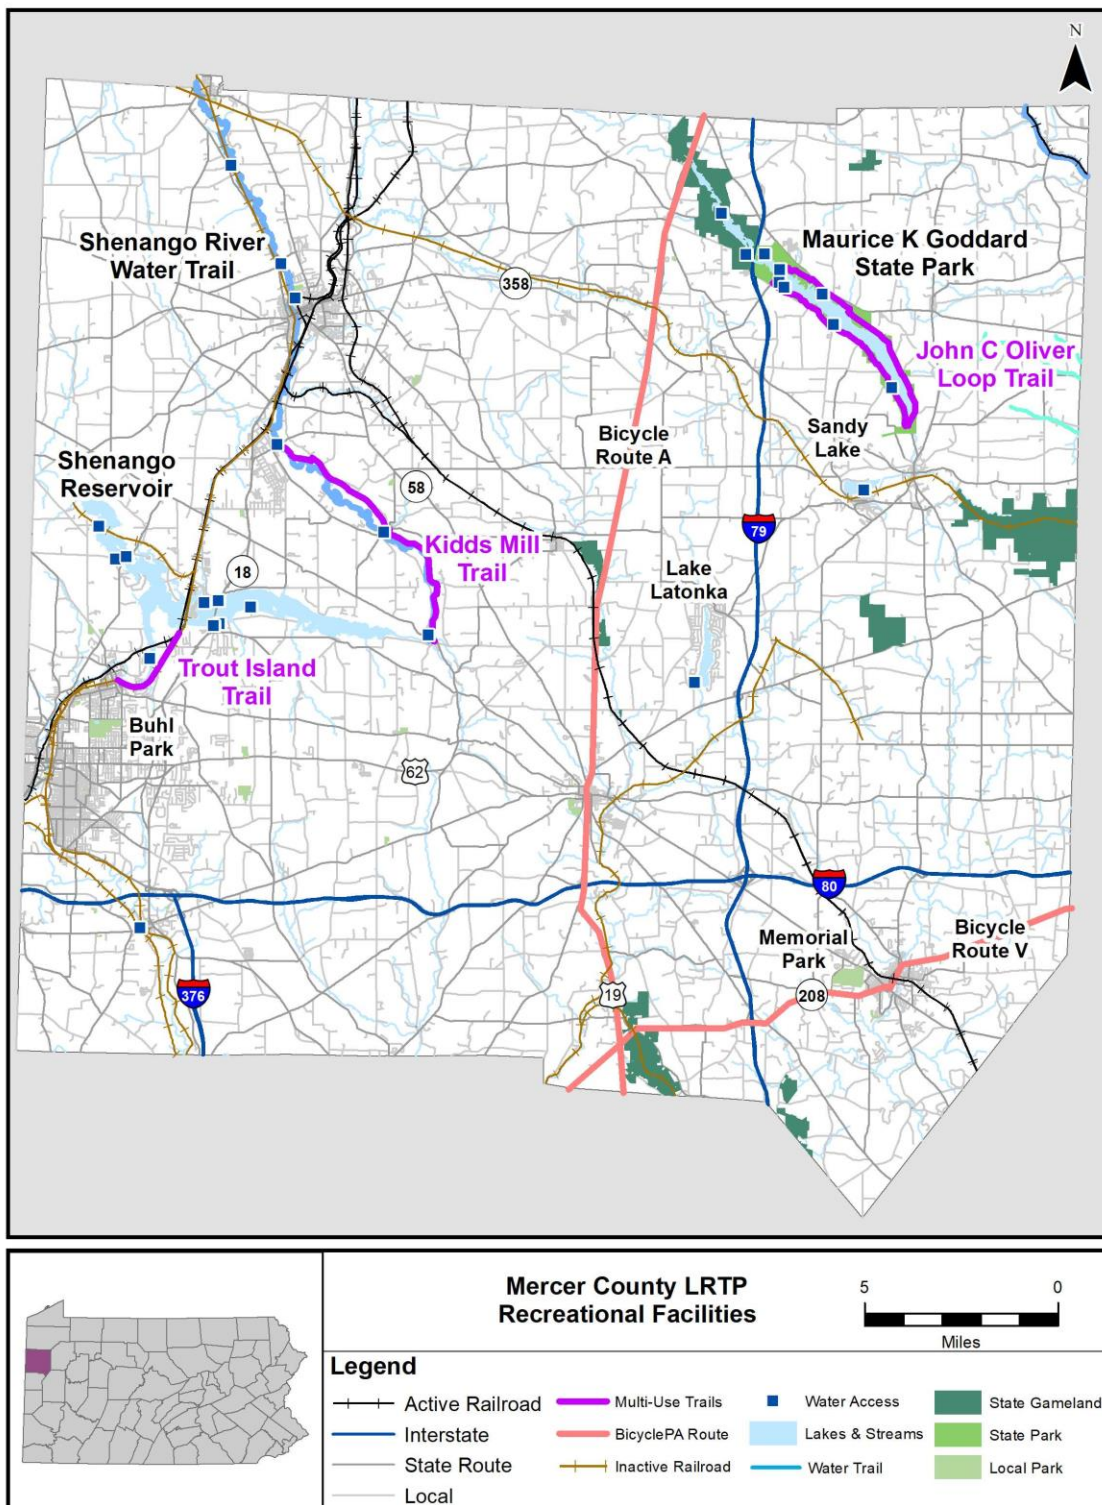 N
Shenango River
Water Trail
Maurice K Goddard
State Park
358
John C Oliver
Loop Trail
Bicycle
Route A
Sandy
Lake
Shenango
Reservoir
58
79
Kidds Mill
Trail
18
Lake
Latonka
Trout Island
Trail
Buhl
Park
62
80
Memorial
Park
Bicycle
Route V
376
19
208
Mercer County LRTP
Recreational Facilities
5
0
Miles
Legend
Active Railroad
Interstate
State Route
Local
Multi-Use Trails
BicyclePA Route
Inactive Railroad
Water Access
Lakes & Streams
Water Trail
State Gameland
State Park
Local Park